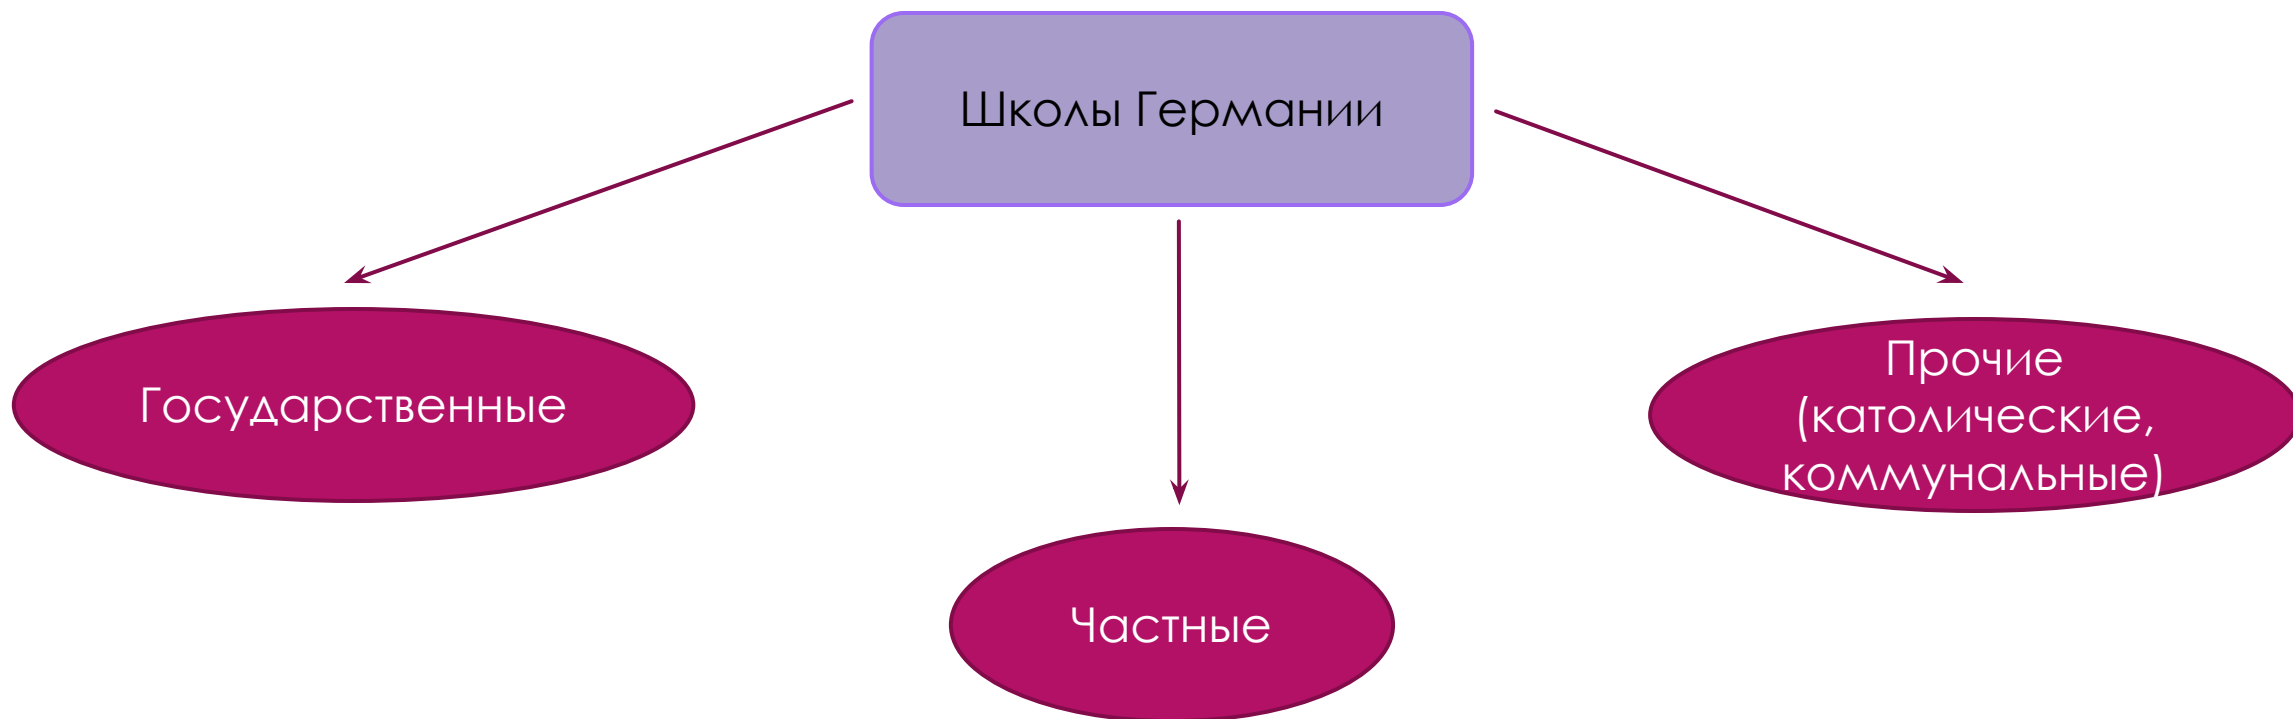 Школы Германии
Государственные
Прочие
(католические,
коммунальные)
Частные